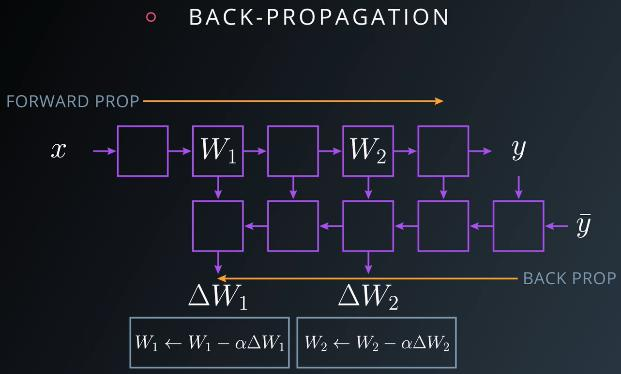 BACK-PROPAGATION
FORWARD PROP
x W₁ W₂ y
ȳ
BACK PROP
ΔW₁ ΔW₂
W₁ ← W₁ − αΔW₁ W₂ ← W₂ − αΔW₂